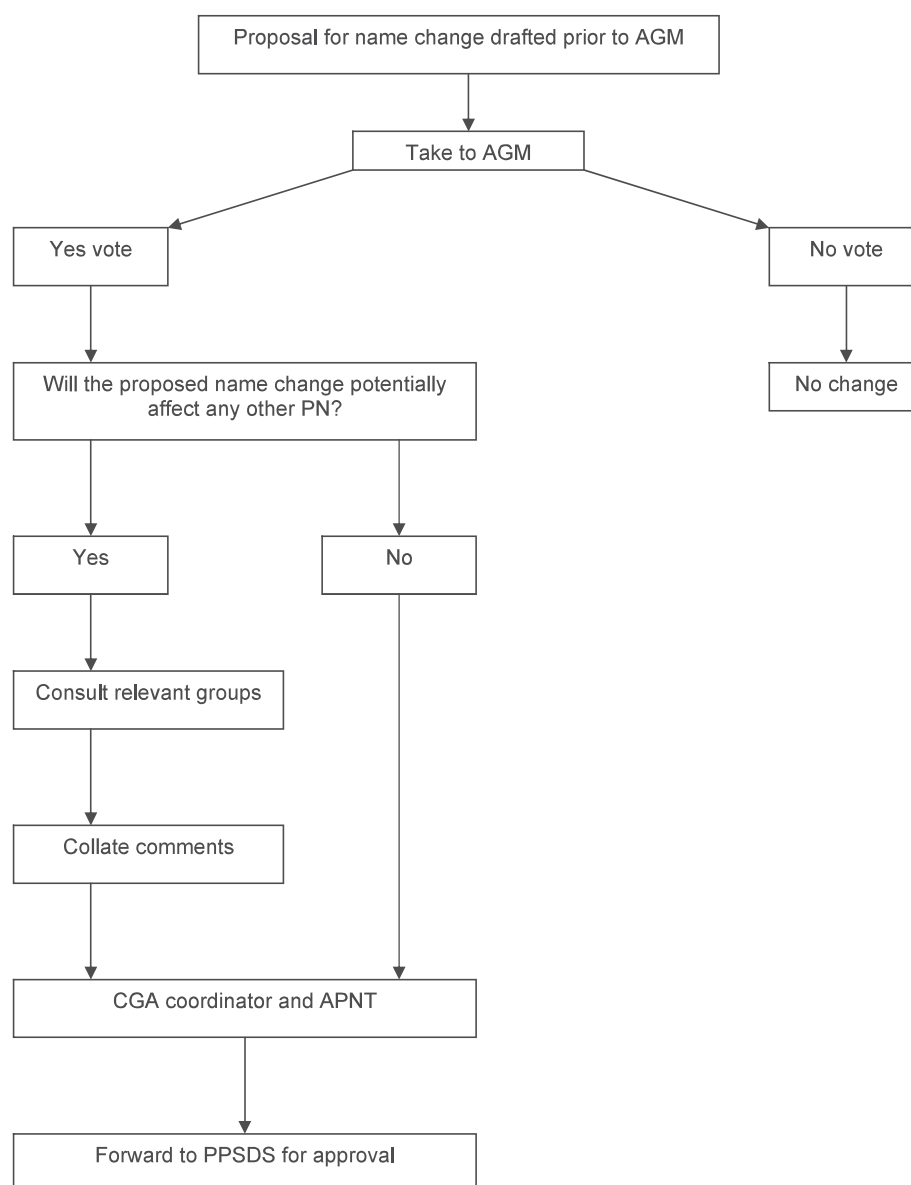 Proposal for name change drafted prior to AGM
Take to AGM
Yes vote
No vote
Will the proposed name change potentially
affect any other PN?
No change
Yes
No
Consult relevant groups
Collate comments
CGA coordinator and APNT
Forward to PPSDS for approval